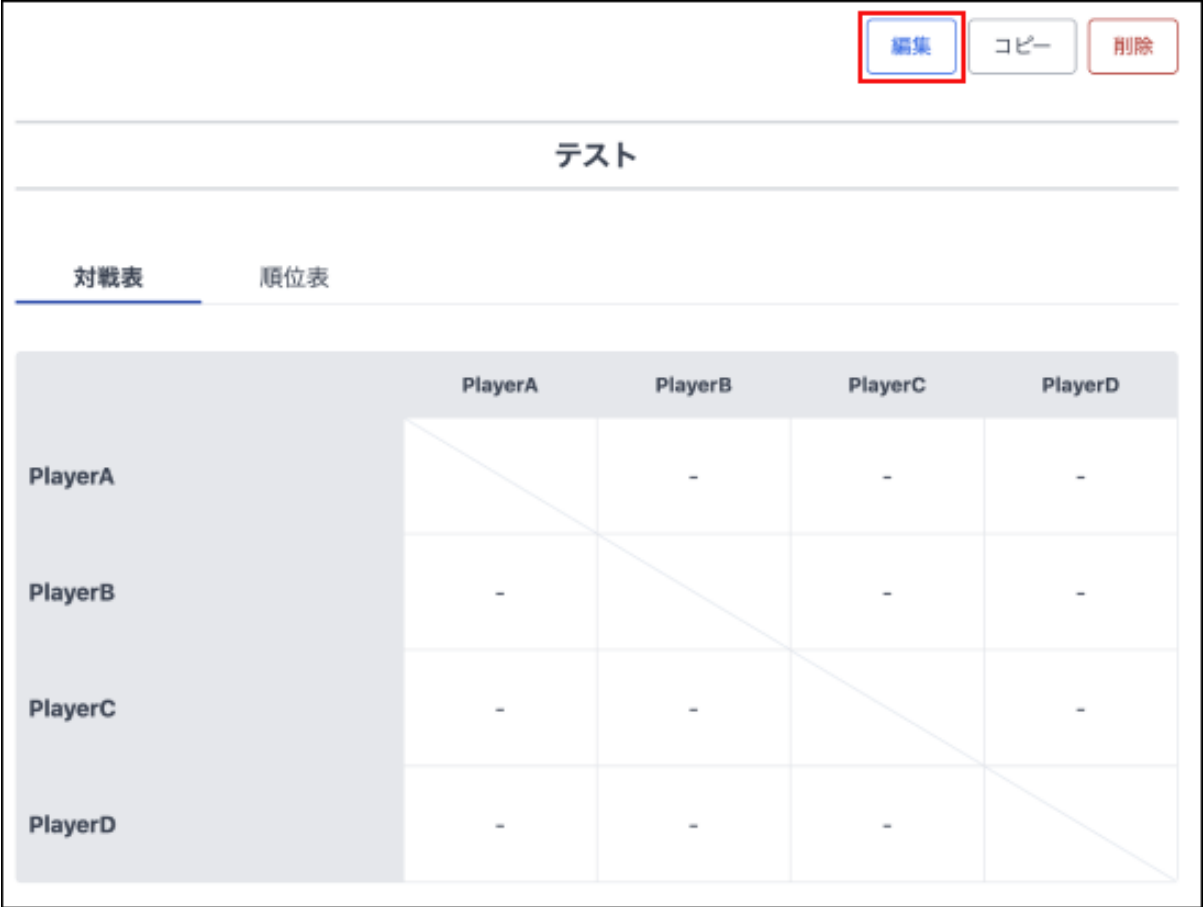 編集 コピー 削除
テスト
対戦表 順位表
PlayerA PlayerB PlayerC PlayerD
PlayerA - - -
PlayerB - - -
PlayerC - - -
PlayerD - - -